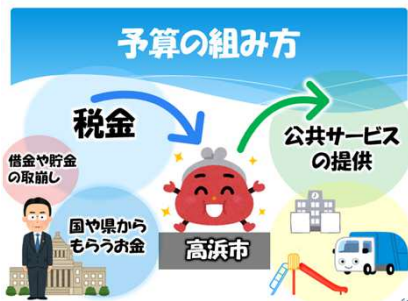 予算の組み方
税金
借金や貯金
の取崩し
国や県から
もらうお金
高浜市
公共サービス
の提供